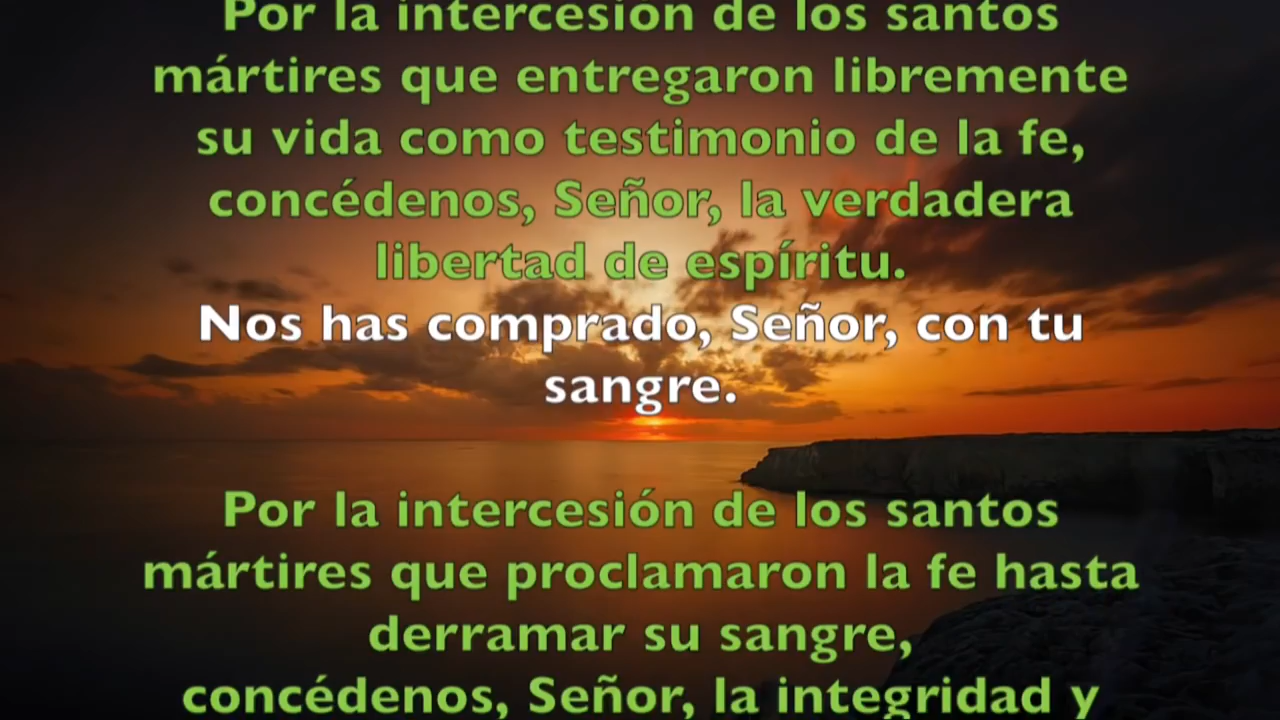 Por la intercesión de los santos
mártires que entregaron libremente
su vida como testimonio de la fe,
concédenos, Señor, la verdadera
libertad de espíritu.
Nos has comprado, Señor, con tu
sangre.
Por la intercesión de los santos
mártires que proclamaron la fe hasta
derramar su sangre,
concédenos, Señor, la integridad y